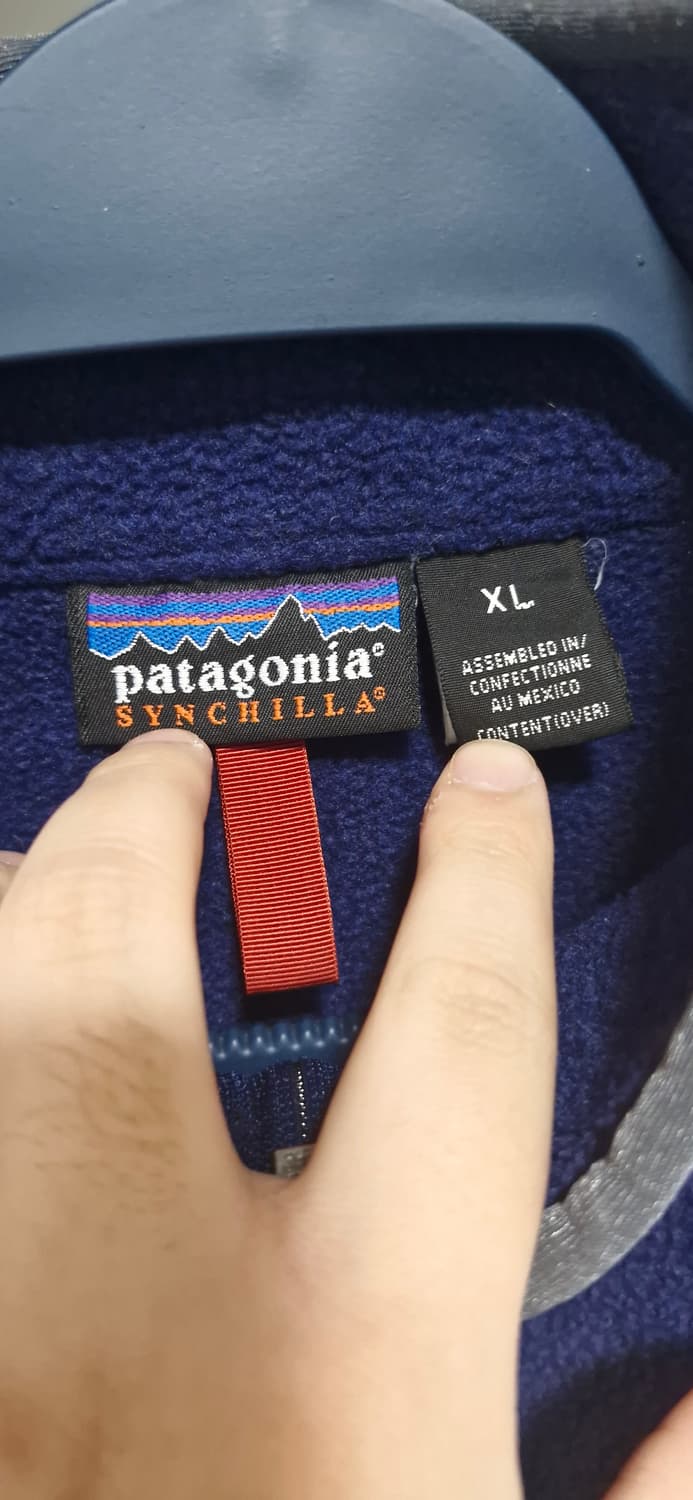 patagonia®
SYNCHILLA®
XL
ASSEMBLED IN/
CONFECTIONNE
AU MEXICO
CONTENT(OVER)